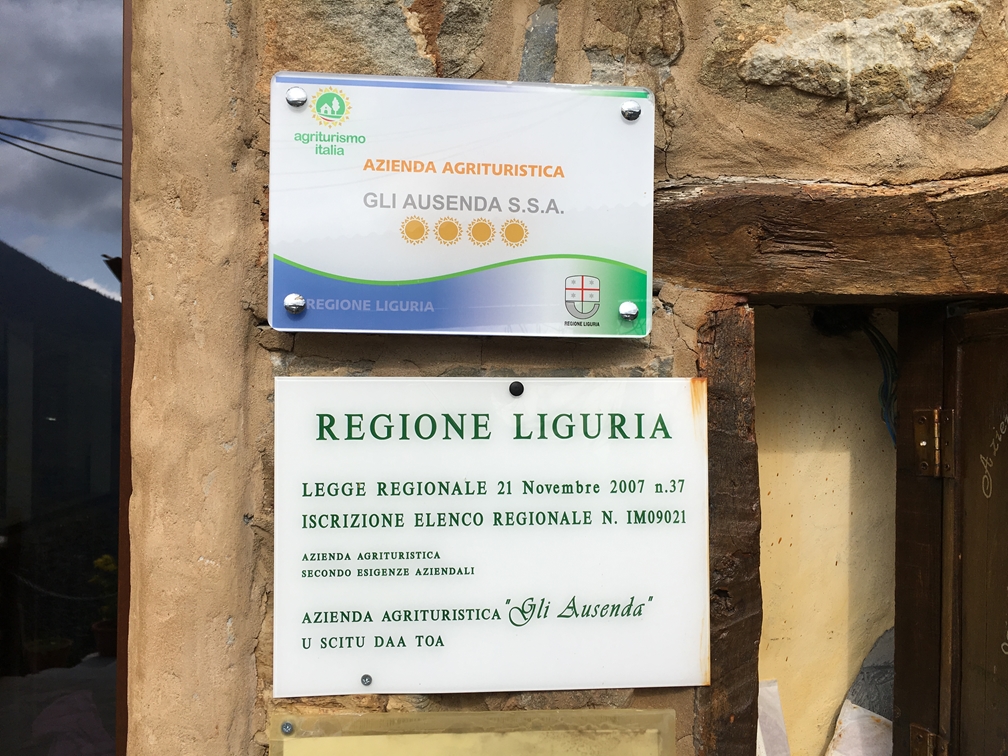 agriturismo
italia
AZIENDA AGRITURISTICA
GLI AUSENDA S.S.A.
REGIONE LIGURIA
REGIONE LIGURIA
REGIONE LIGURIA
LEGGE REGIONALE 21 Novembre 2007 n.37
ISCRIZIONE ELENCO REGIONALE N. IM09021
AZIENDA AGRITURISTICA
SECONDO ESIGENZE AZIENDALI
AZIENDA AGRITURISTICA "Gli Ausenda"
U SCITU DAA TOA